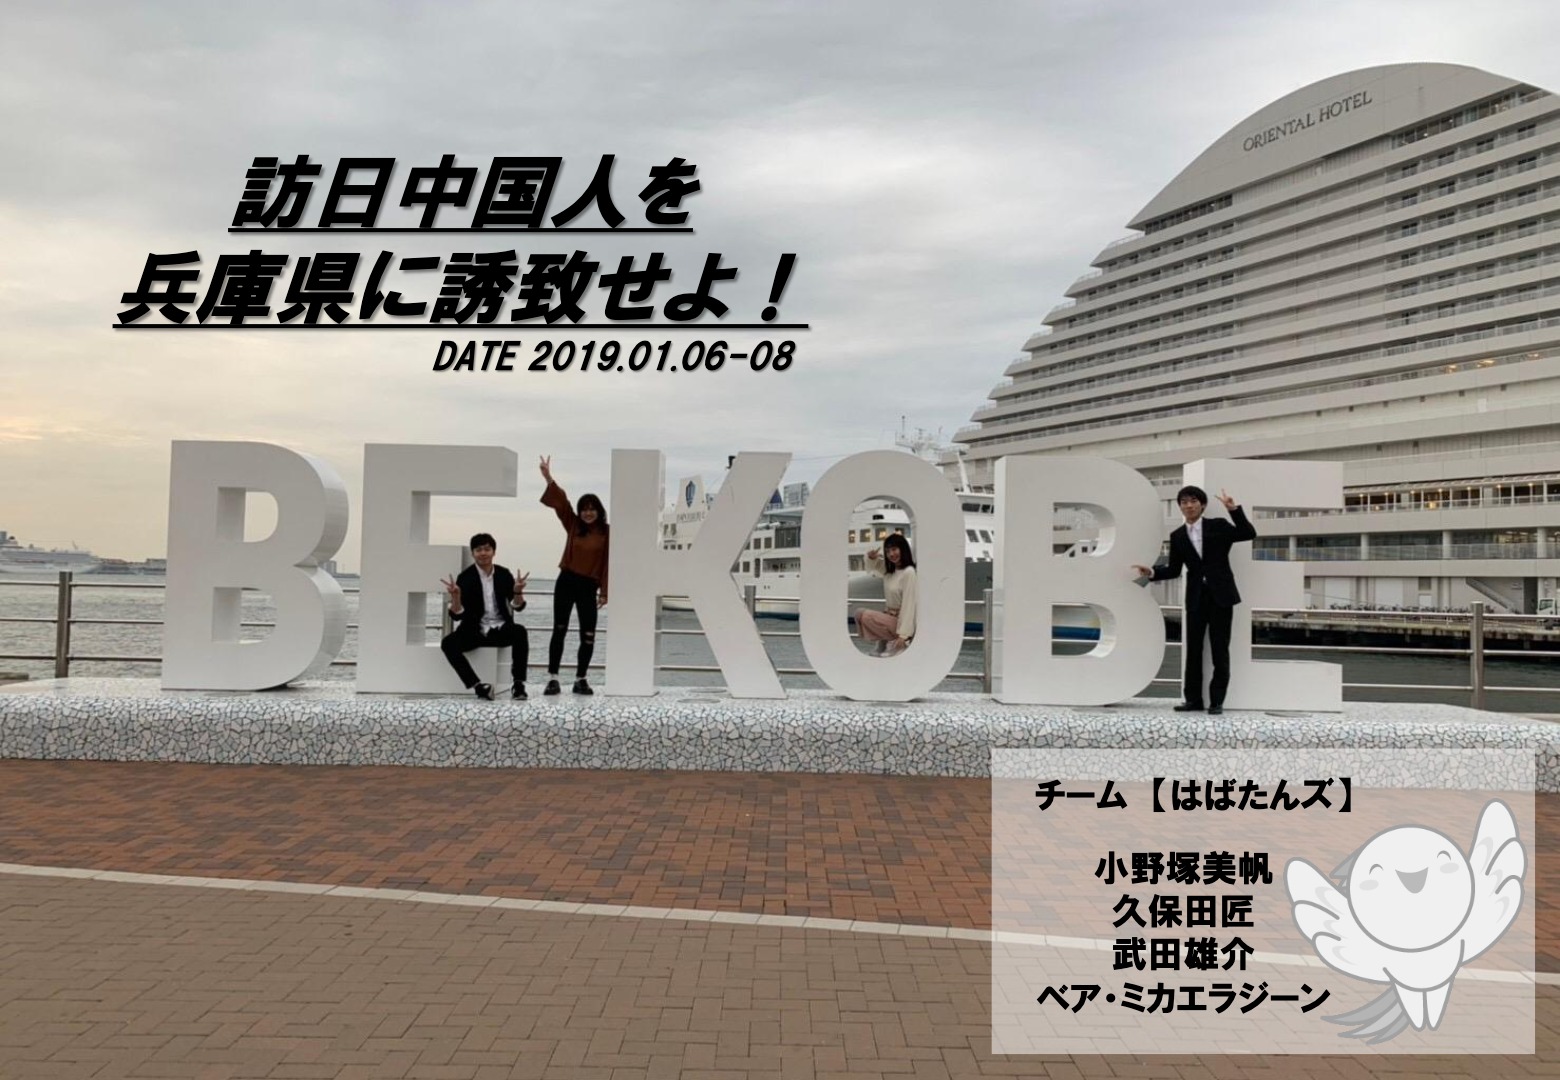 ORIENTAL HOTEL
訪日中国人を
兵庫県に誘致せよ！
DATE 2019.01.06-08
BE KOBE
チーム 【はばたんズ】
小野塚美帆
久保田匠
武田雄介
ベア・ミカエラジーン